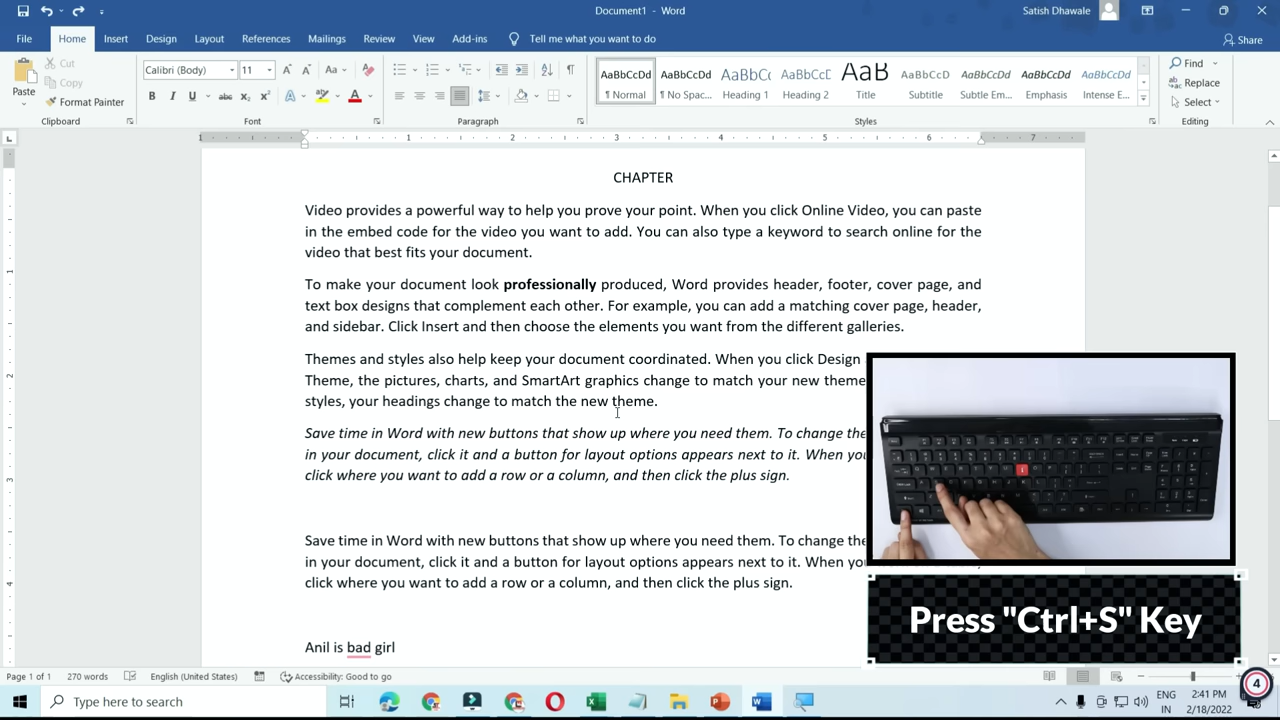 Document1 - Word
Satish Goyal
File Home Insert Design Layout References Mailings Review View Add-ins Tell me what you want to do
Share
Paste
Cut
Copy
Format Painter
Clipboard
Calibri (Body) 11
Font
Paragraph
AaBbCcDd AaBbCcDd AaBbC( AaBbCcE AaB AaBbCcD AaBbCcDd AaBbCcDd AaBbCcDd
¶ Normal ¶ No Spac... Heading 1 Heading 2 Title Subtitle Subtle Em... Emphasis Intense E...
Styles
Find
Replace
Select
Editing
1 1 2 3 4 5 6 7
CHAPTER
Video provides a powerful way to help you prove your point. When you click Online Video, you can paste
in the embed code for the video you want to add. You can also type a keyword to search online for the
video that best fits your document.
To make your document look professionally produced, Word provides header, footer, cover page, and
text box designs that complement each other. For example, you can add a matching cover page, header,
and sidebar. Click Insert and then choose the elements you want from the different galleries.
Themes and styles also help keep your document coordinated. When you click Design
Theme, the pictures, charts, and SmartArt graphics change to match your new theme
styles, your headings change to match the new theme.
Save time in Word with new buttons that show up where you need them. To change the
in your document, click it and a button for layout options appears next to it. When you
click where you want to add a row or a column, and then click the plus sign.
Save time in Word with new buttons that show up where you need them. To change the
in your document, click it and a button for layout options appears next to it. When you
click where you want to add a row or a column, and then click the plus sign.
Anil is bad girl
Press "Ctrl+S" Key
Page 1 of 1 270 words English (United States) Accessibility: Good to go
Type here to search
ENG
IN
2:41 PM
2/18/2022
4